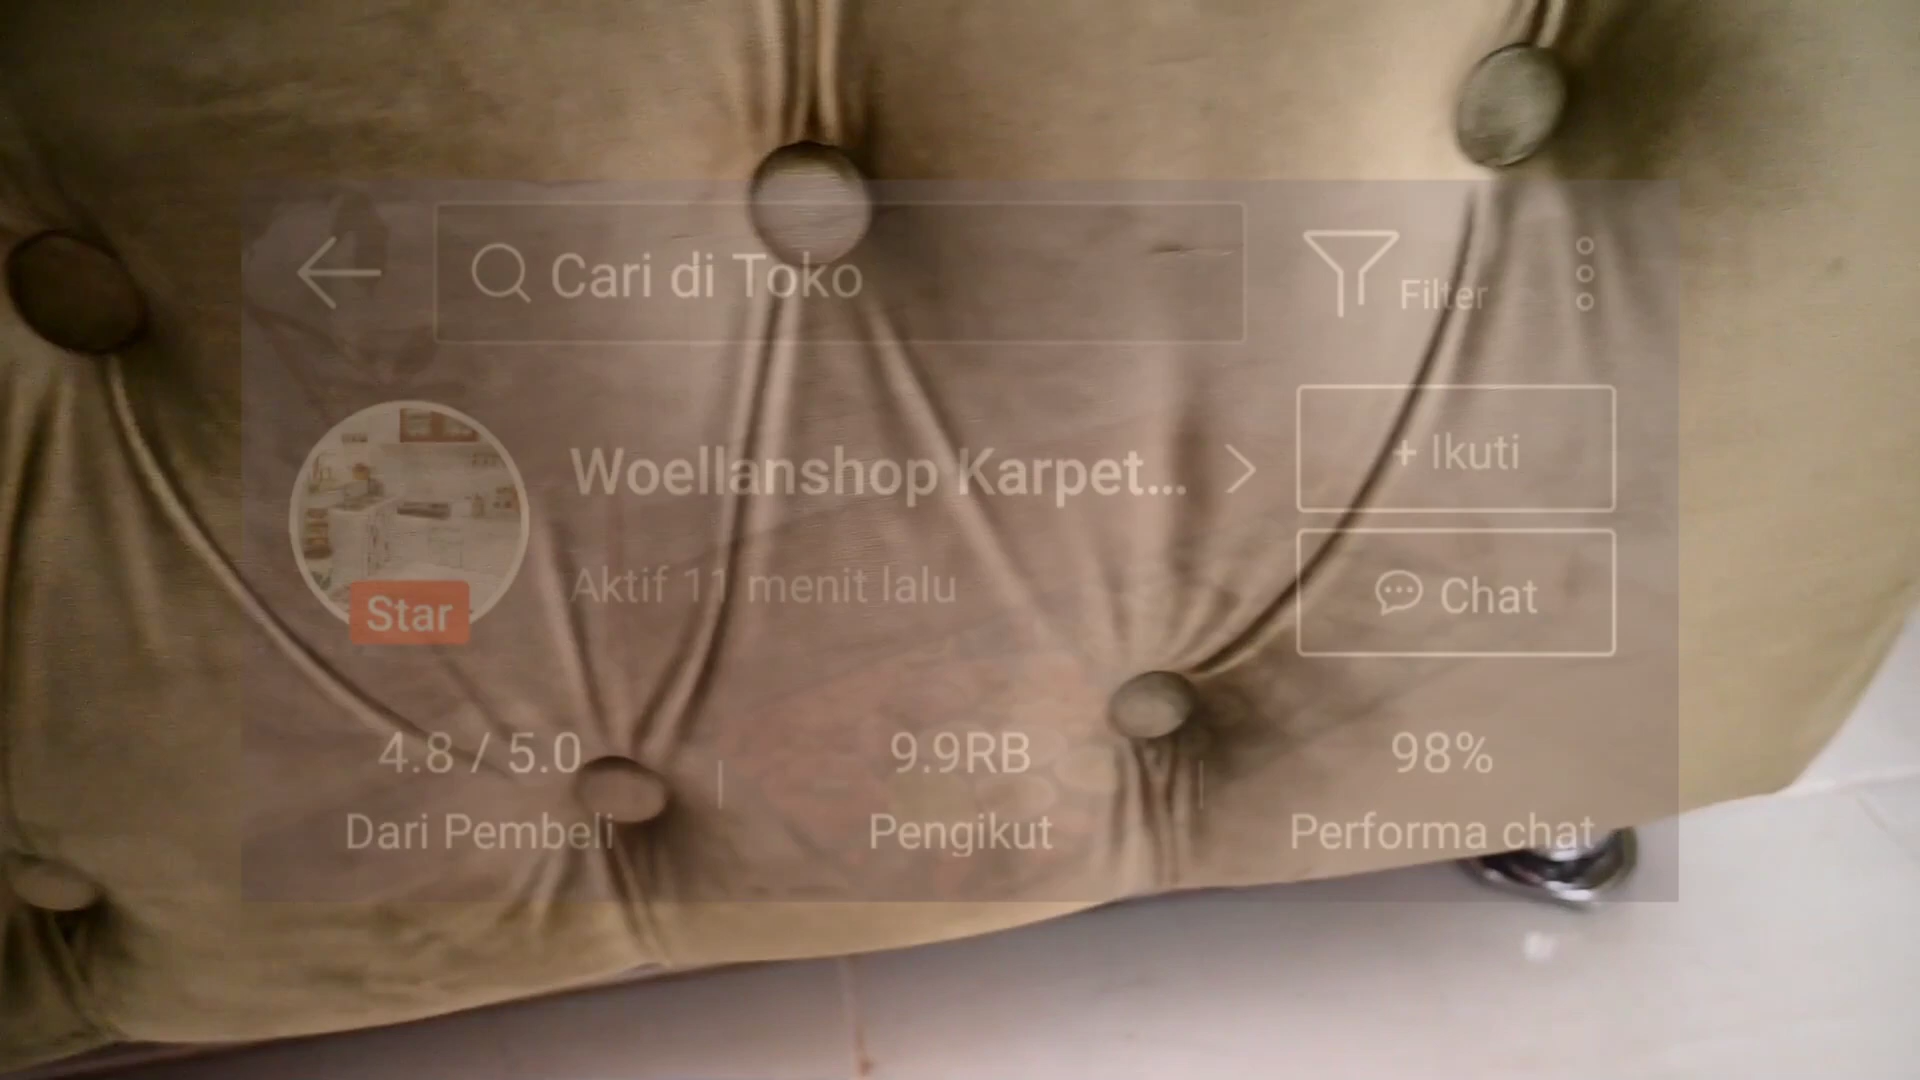 Cari di Toko
Filter
Woellanshop Karpet...
+ Ikuti
Aktif 11 menit lalu
Chat
Star
4.8 / 5.0
9.9RB
98%
Dari Pembeli
Pengikut
Performa chat